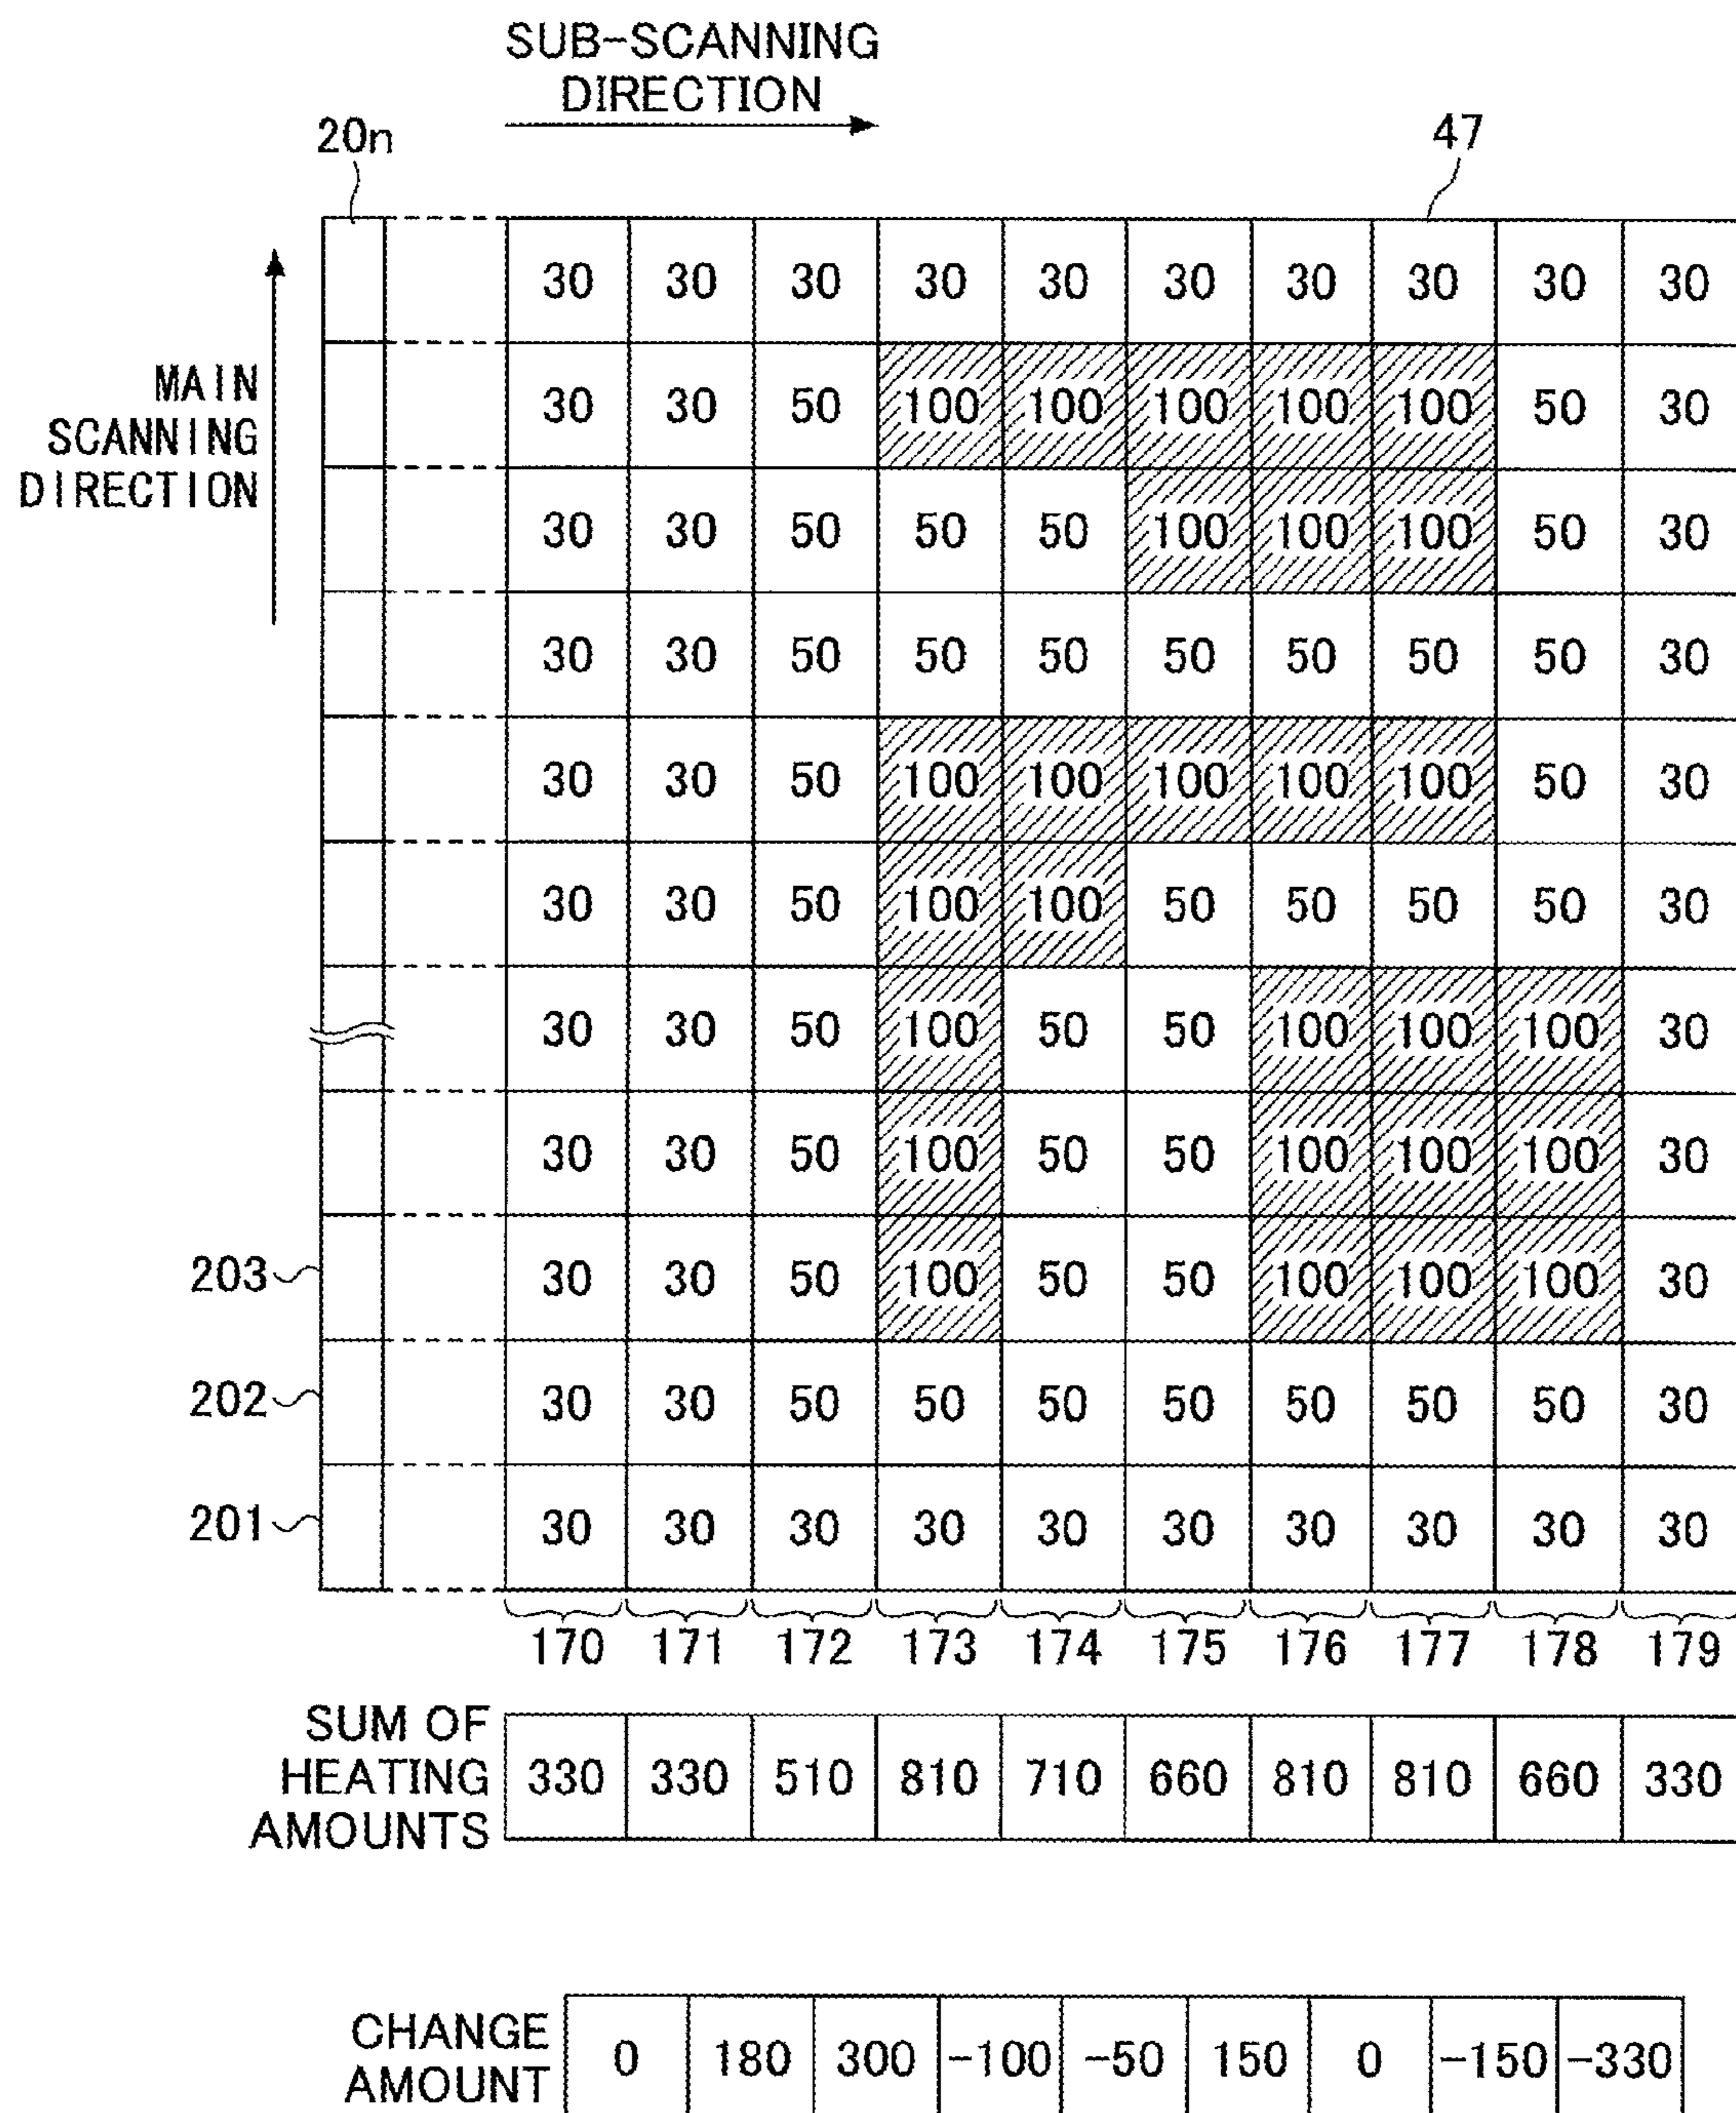 SUB-SCANNING
DIRECTION
20n
47
MAIN
SCANNING
DIRECTION
30 30 30 30 30 30 30 30 30 30
30 30 50 100 100 100 100 100 50 30
30 30 50 50 50 100 100 100 50 30
30 30 50 50 50 50 50 50 50 30
30 30 50 100 100 100 100 100 50 30
30 30 50 100 100 50 50 50 50 30
30 30 50 100 50 50 100 100 100 30
30 30 50 100 50 50 100 100 100 30
203 30 30 50 100 50 50 100 100 100 30
202 30 30 50 50 50 50 50 50 50 30
201 30 30 30 30 30 30 30 30 30 30
170 171 172 173 174 175 176 177 178 179
SUM OF
HEATING
AMOUNTS
330 330 510 810 710 660 810 810 660 330
CHANGE
AMOUNT
0 180 300 -100 -50 150 0 -150 -330